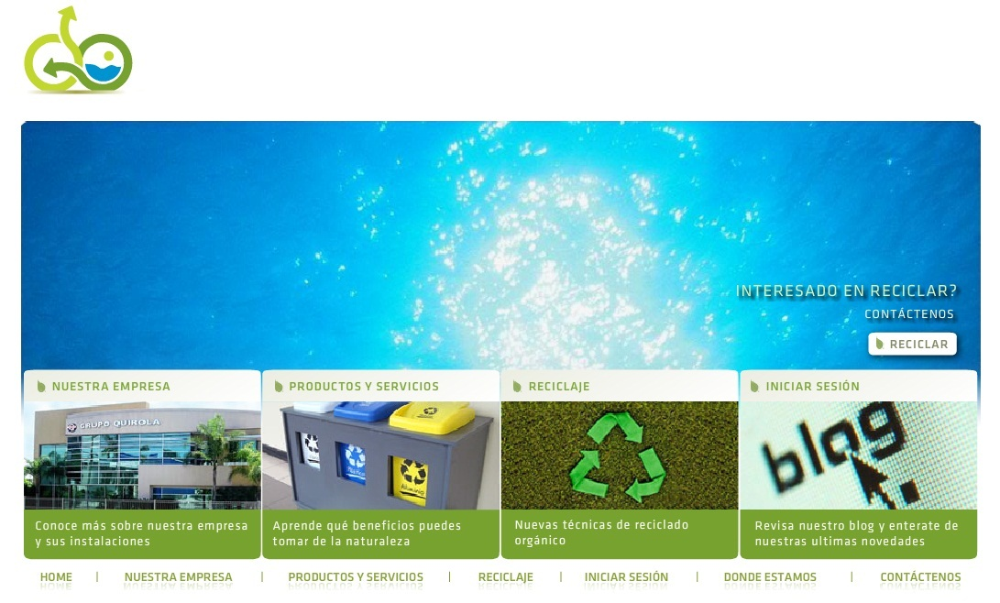 INTERESADO EN RECICLAR?
CONTÁCTENOS
RECICLAR
NUESTRA EMPRESA
PRODUCTOS Y SERVICIOS
RECICLAJE
INICIAR SESIÓN
GRUPO QUIROLA
Plástico
Aluminio
blog
Conoce más sobre nuestra empresa
y sus instalaciones
Aprende qué beneficios puedes
tomar de la naturaleza
Nuevas técnicas de reciclado
orgánico
Revisa nuestro blog y enterate de
nuestras ultimas novedades
HOME | NUESTRA EMPRESA | PRODUCTOS Y SERVICIOS | RECICLAJE | INICIAR SESIÓN | DONDE ESTAMOS | CONTÁCTENOS